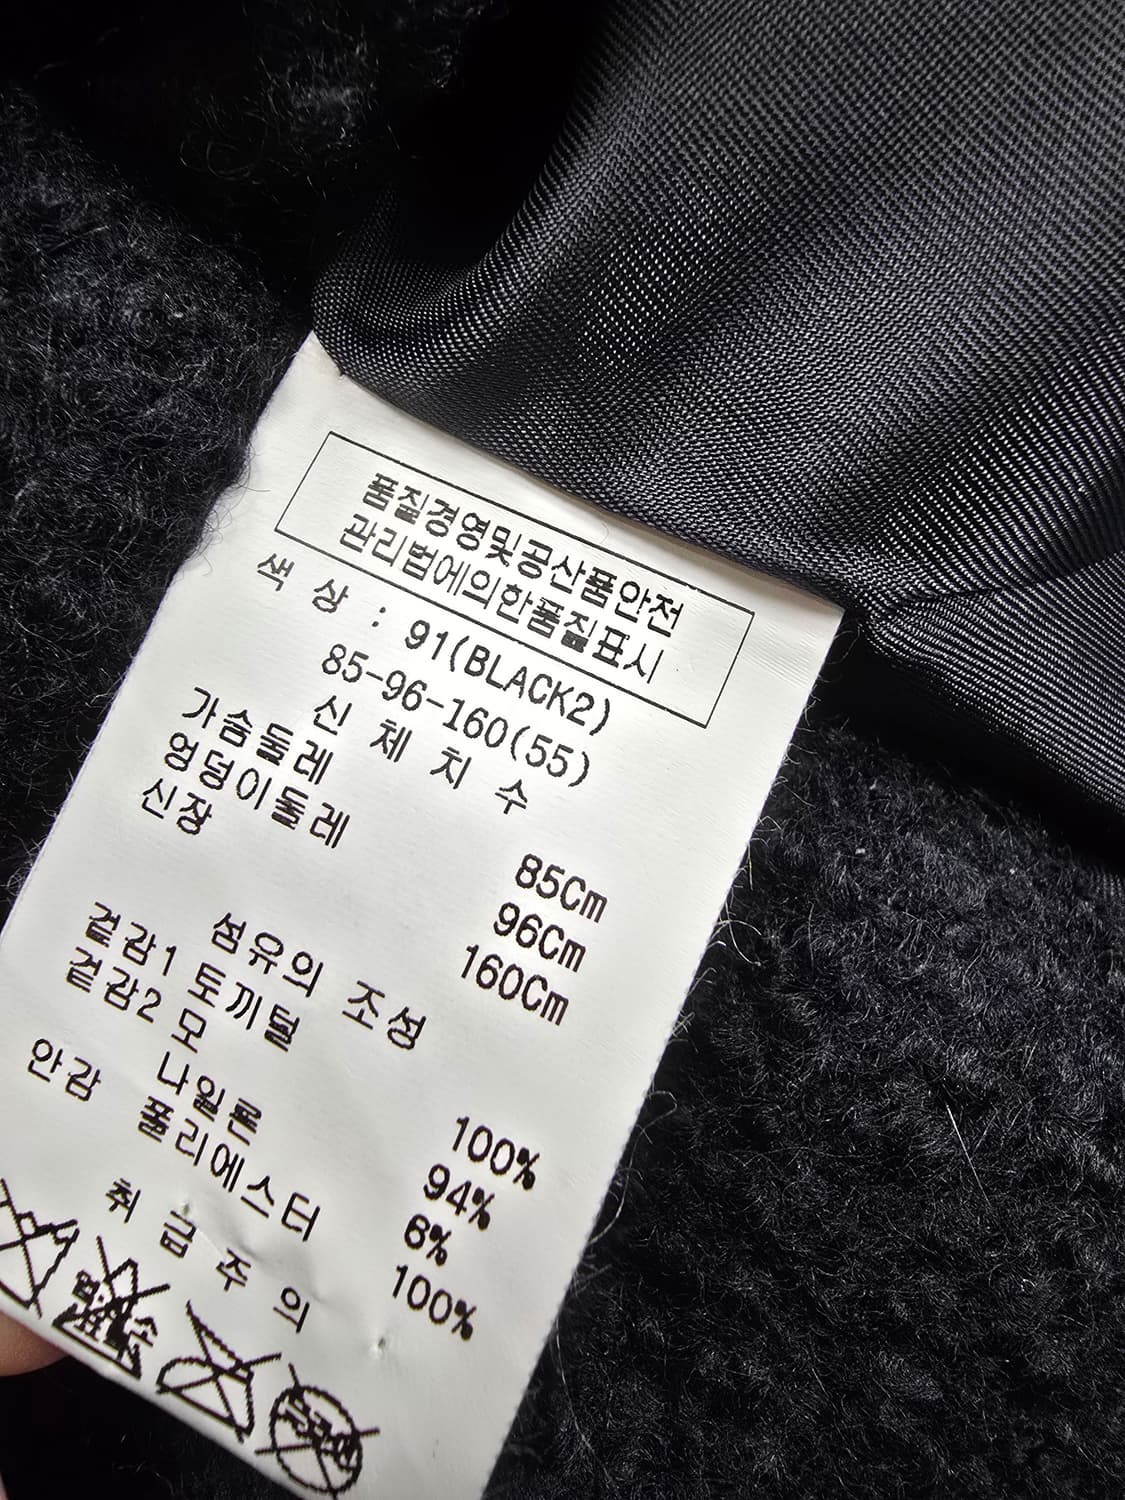 품질경영및공산품안전
관리법에의한품질표시
색 상 : 91(BLACK2)
85-96-160(55)
신 체 치 수
가슴둘레 85Cm
엉덩이둘레 96Cm
신장 160Cm
섬유의 조성
겉감1 토끼털 100%
겉감2 모 94%
나일론 6%
안감 폴리에스터 100%
취 급 주 의